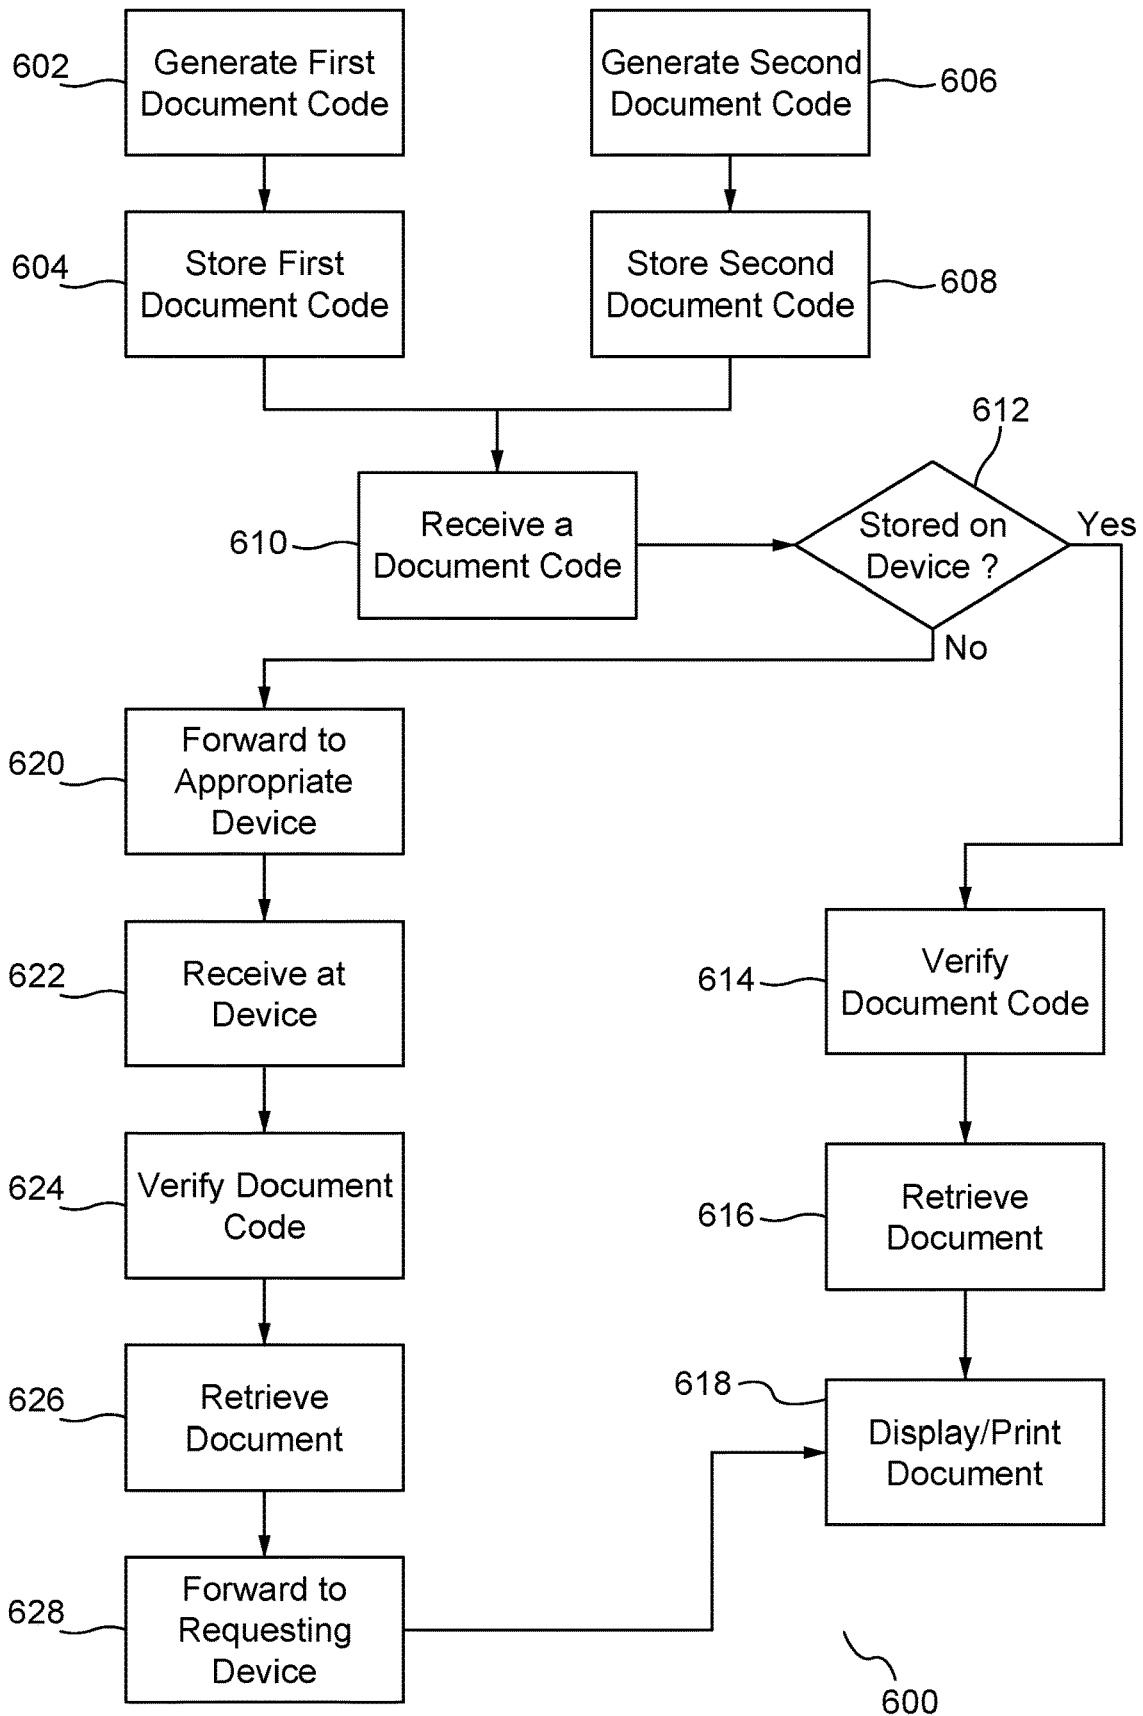 602
Generate First
Document Code
Generate Second
Document Code
606
604
Store First
Document Code
Store Second
Document Code
608
612
610
Receive a
Document Code
Stored on
Device ?
Yes
No
620
Forward to
Appropriate
Device
622
Receive at
Device
614
Verify
Document Code
624
Verify Document
Code
616
Retrieve
Document
626
Retrieve
Document
618
Display/Print
Document
628
Forward to
Requesting
Device
600